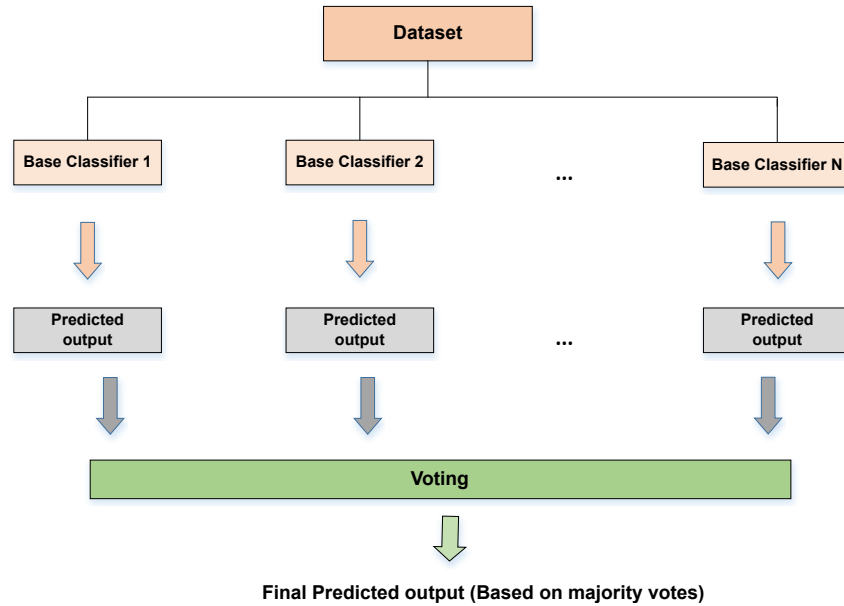 Dataset
Base Classifier 1
Base Classifier 2
...
Base Classifier N
Predicted
output
Predicted
output
...
Predicted
output
Voting
Final Predicted output (Based on majority votes)